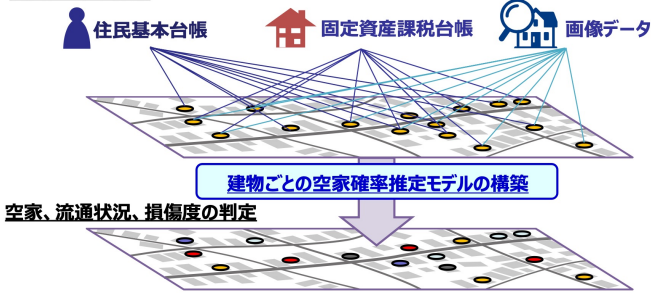 住民基本台帳
固定資産課税台帳
画像データ
建物ごとの空家確率推定モデルの構築
空家、流通状況、損傷度の判定